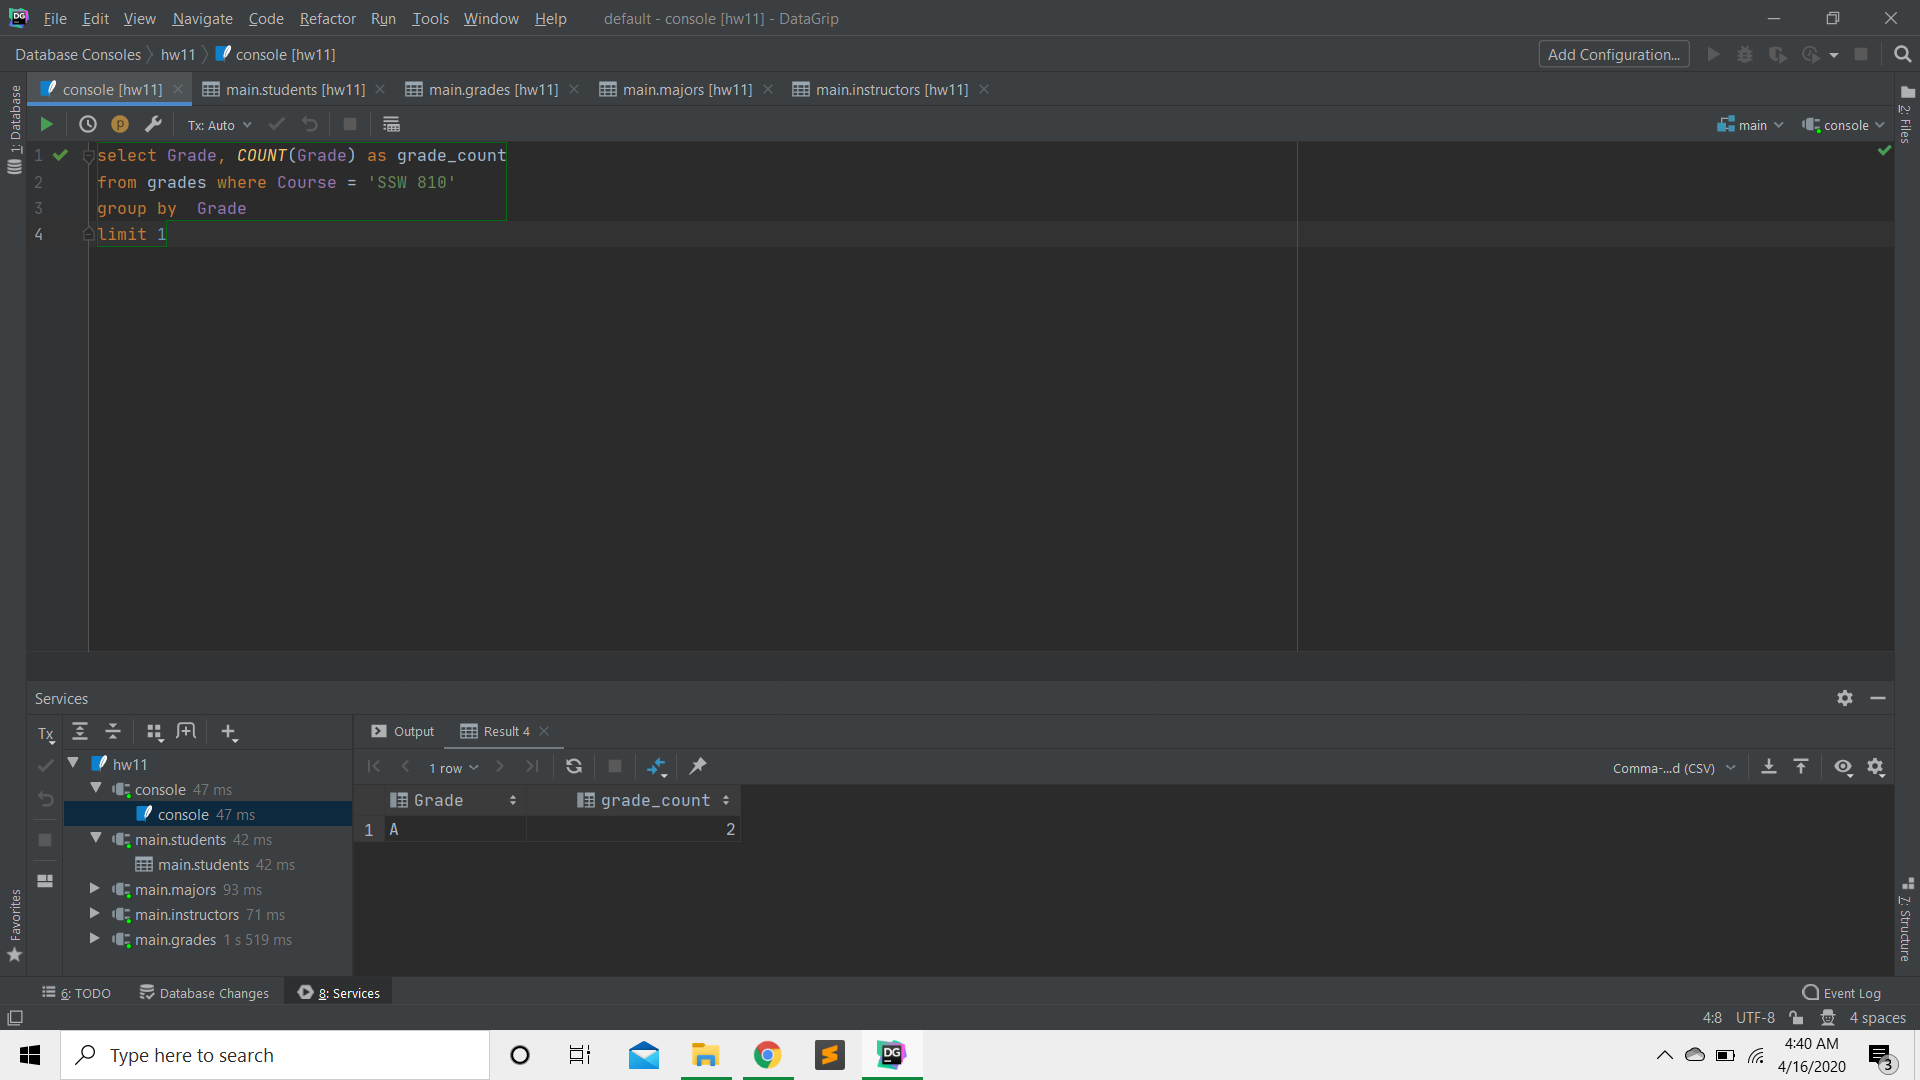 DG File Edit View Navigate Code Refactor Run Tools Window Help default - console [hw11] - DataGrip
Database Consoles hw11 console [hw11] Add Configuration...
console [hw11] main.students [hw11] main.grades [hw11] main.majors [hw11] main.instructors [hw11]
1: Database
2: Files
p Tx: Auto main console
1 select Grade, COUNT(Grade) as grade_count
2 from grades where Course = 'SSW 810'
3 group by  Grade
4 limit 1
Services
Tx Output Result 4
hw11
1 row Comma-...d (CSV)
console 47 ms
console 47 ms
main.students 42 ms
main.students 42 ms
main.majors 93 ms
main.instructors 71 ms
main.grades 1 s 519 ms
Grade grade_count
1 A 2
Favorites
7: Structure
6: TODO Database Changes 8: Services Event Log
4:8 UTF-8 4 spaces
Type here to search
DG
4:40 AM
4/16/2020
3